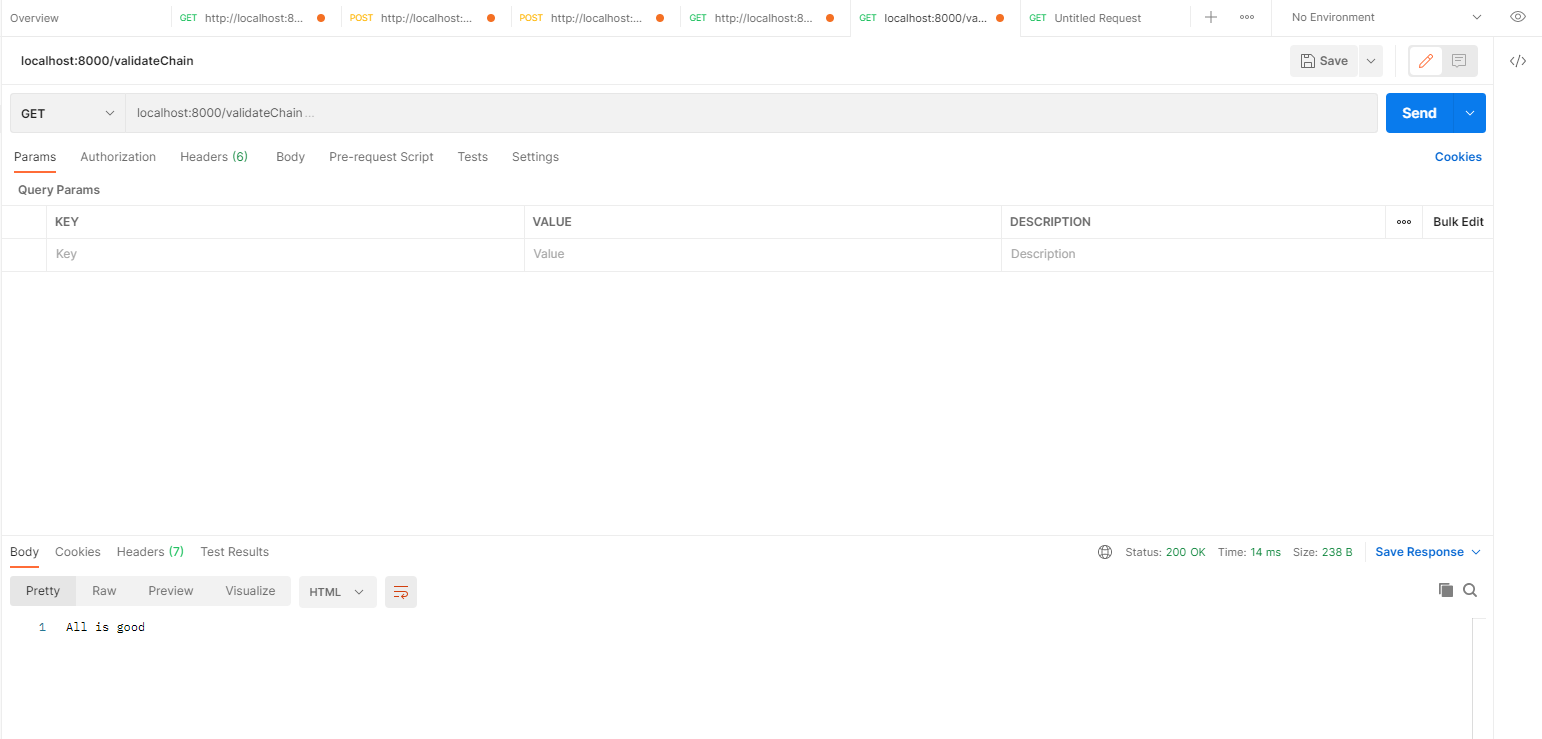 Overview GET http://localhost:8... POST http://localhost:... POST http://localhost:... GET http://localhost:8... GET localhost:8000/va... GET Untitled Request No Environment
localhost:8000/validateChain Save
GET localhost:8000/validateChain ... Send
Params Authorization Headers (6) Body Pre-request Script Tests Settings Cookies
Query Params
KEY VALUE DESCRIPTION Bulk Edit
Key Value Description
Body Cookies Headers (7) Test Results Status: 200 OK Time: 14 ms Size: 238 B Save Response
Pretty Raw Preview Visualize HTML
1 All is good